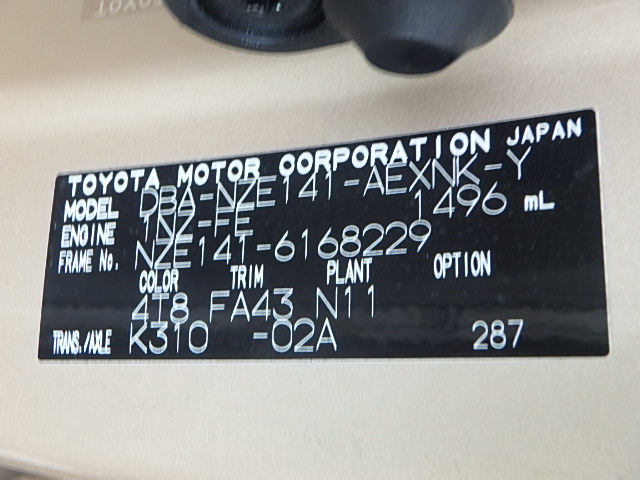 TOYOTA MOTOR CORPORATION JAPAN
MODEL DBA-NZE141-AEXNK-Y
ENGINE 1NZ-FE 1496 mL
FRAME No. NZE141-6168229
COLOR TRIM PLANT OPTION
4T8 FA43 N11
TRANS./AXLE K310 -02A 287